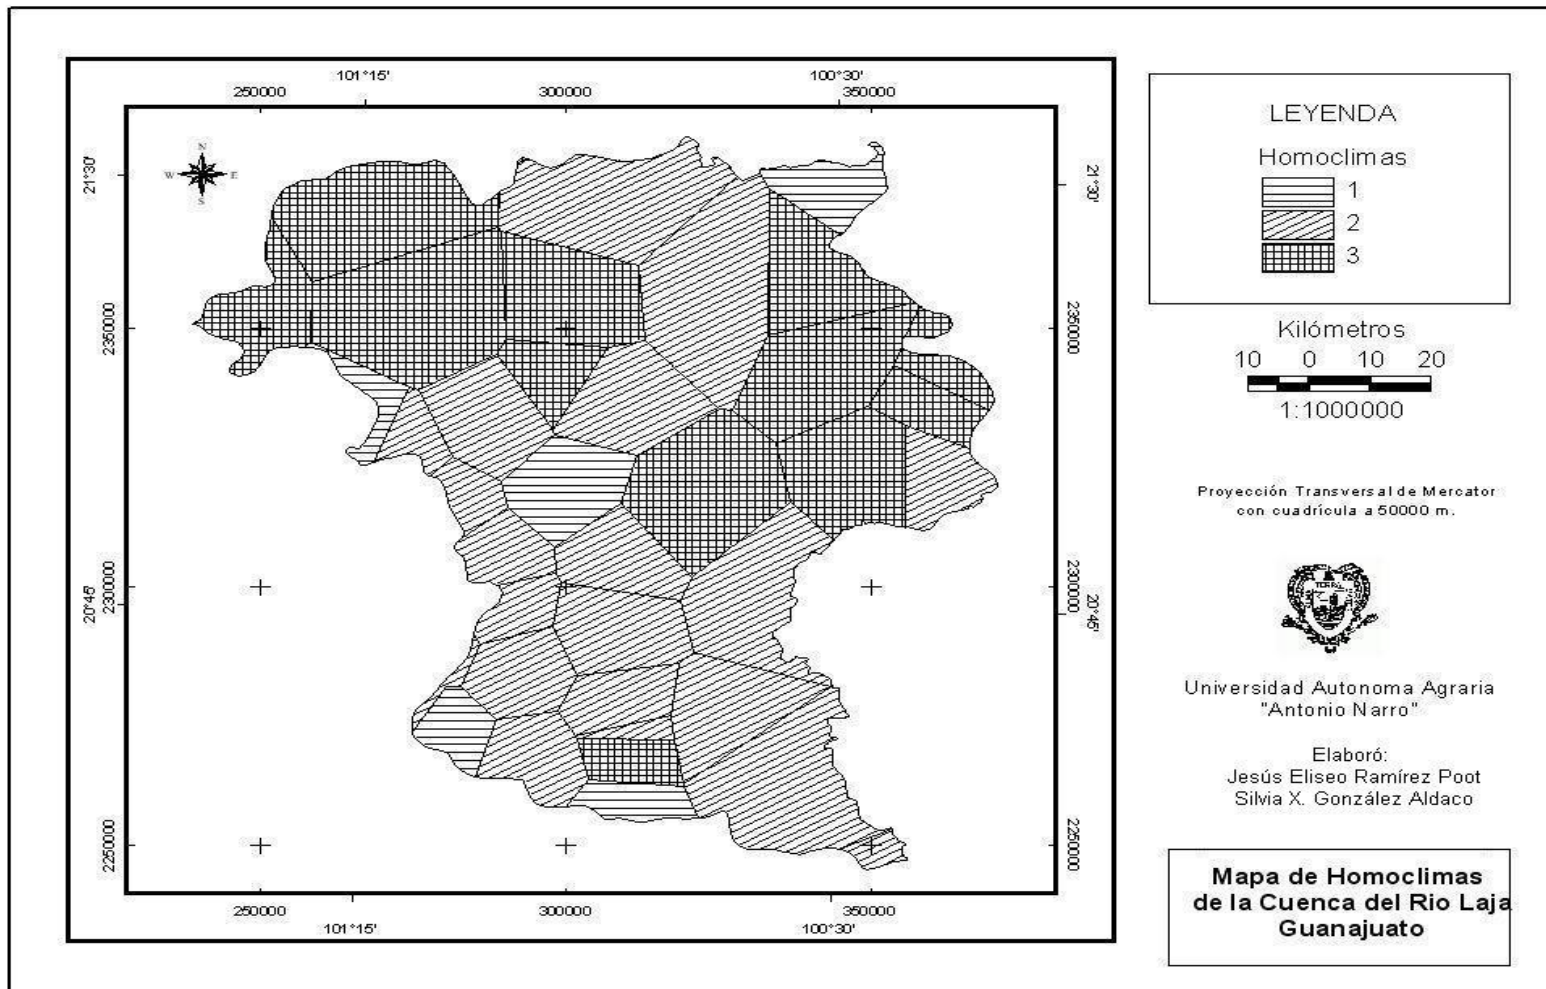 101°15'
100°30'
250000
300000
350000
N
W
E
S
21°30'
21°30'
2350000
2350000
2300000
2300000
20°45'
20°45'
2250000
2250000
250000
300000
350000
101°15'
100°30'
LEYENDA
Homoclimas
1
2
3
Kilómetros
10 0 10 20
1:1000000
Proyección Transversal de Mercator
con cuadrícula a 50000 m.
Universidad Autonoma Agraria
"Antonio Narro"
Elaboró:
Jesús Eliseo Ramírez Poot
Silvia X. González Aldaco
Mapa de Homoclimas
de la Cuenca del Rio Laja
Guanajuato